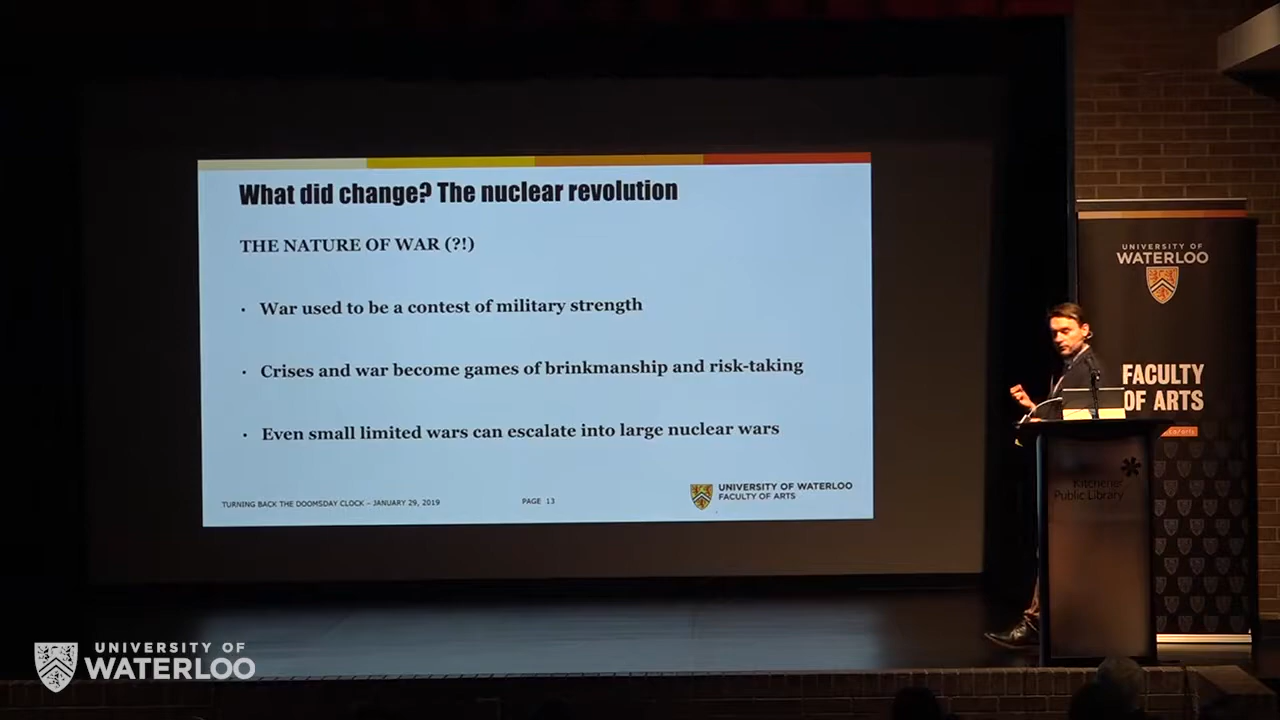 What did change? The nuclear revolution
THE NATURE OF WAR (?!)
· War used to be a contest of military strength
· Crises and war become games of brinkmanship and risk-taking
· Even small limited wars can escalate into large nuclear wars
TURNING BACK THE DOOMSDAY CLOCK – JANUARY 29, 2019
PAGE 13
UNIVERSITY OF WATERLOO
FACULTY OF ARTS
UNIVERSITY OF
WATERLOO
FACULTY
OF ARTS
Kitchener
Public Library
UNIVERSITY OF
WATERLOO